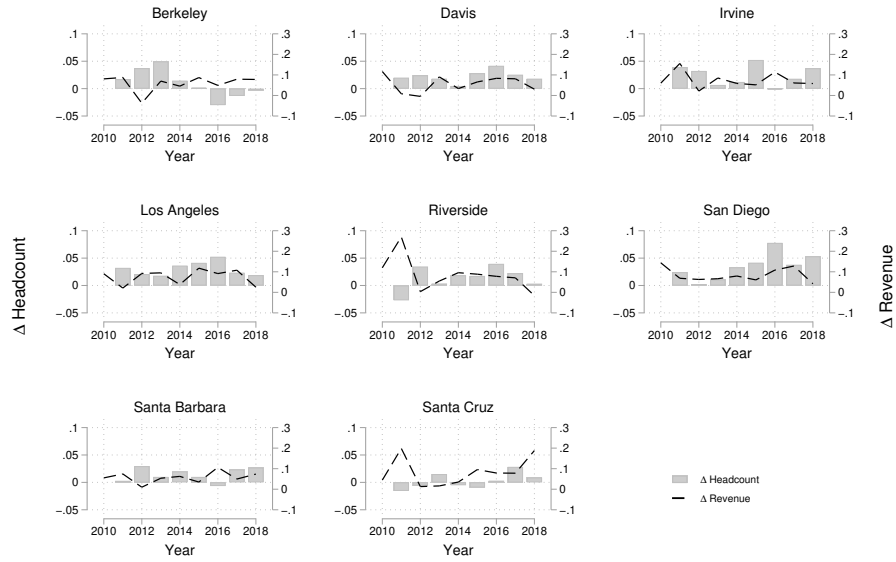 Berkeley
.1
.05
0
−.05
.3
.2
.1
0
−.1
2010 2012 2014 2016 2018
Year
Davis
.1
.05
0
−.05
.3
.2
.1
0
−.1
2010 2012 2014 2016 2018
Year
Irvine
.1
.05
0
−.05
.3
.2
.1
0
−.1
2010 2012 2014 2016 2018
Year
Δ Headcount
Los Angeles
.1
.05
0
−.05
.3
.2
.1
0
−.1
2010 2012 2014 2016 2018
Year
Riverside
.1
.05
0
−.05
.3
.2
.1
0
−.1
2010 2012 2014 2016 2018
Year
San Diego
.1
.05
0
−.05
.3
.2
.1
0
−.1
2010 2012 2014 2016 2018
Year
Δ Revenue
Santa Barbara
.1
.05
0
−.05
.3
.2
.1
0
−.1
2010 2012 2014 2016 2018
Year
Santa Cruz
.1
.05
0
−.05
.3
.2
.1
0
−.1
2010 2012 2014 2016 2018
Year
Δ Headcount
Δ Revenue